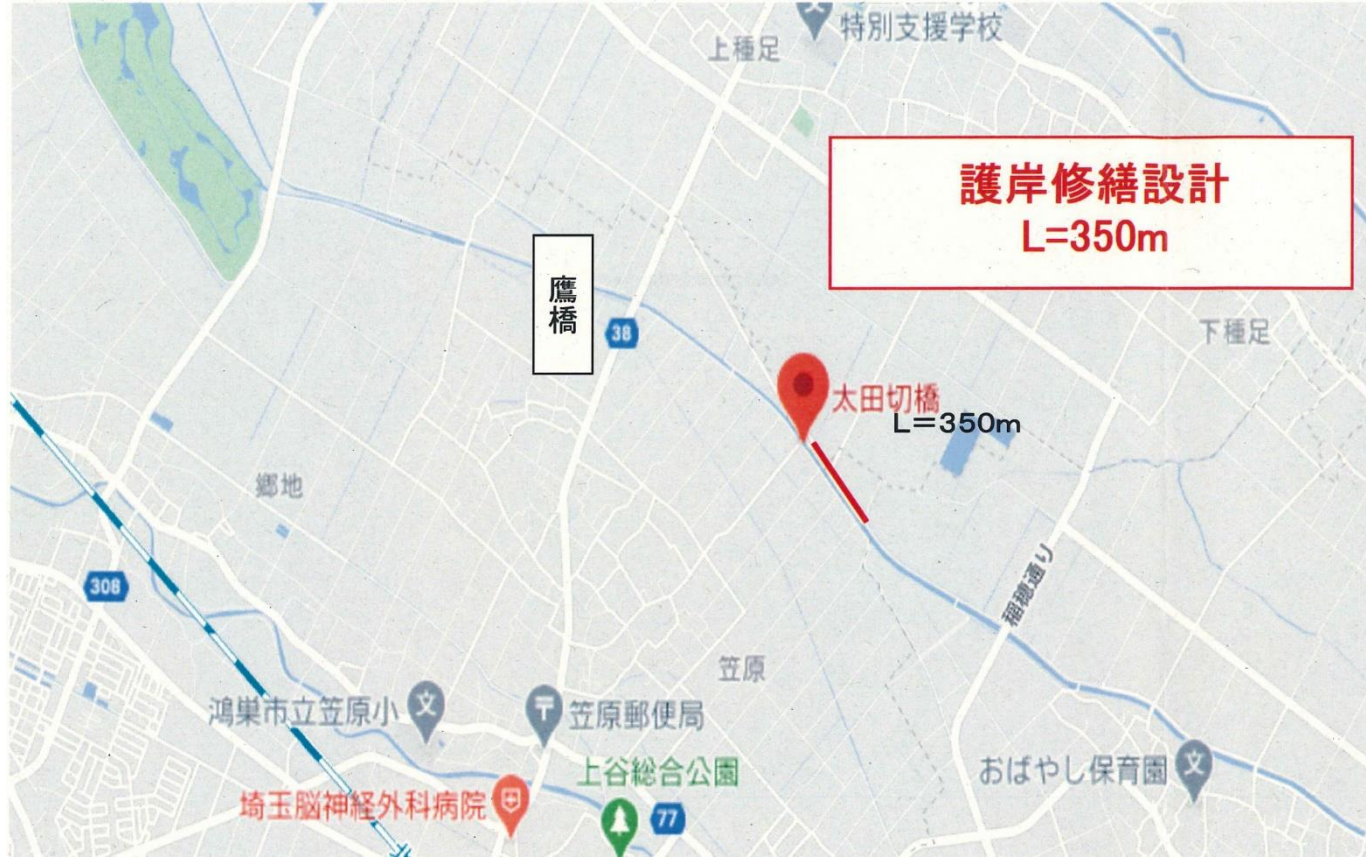 特別支援学校
上種足
護岸修繕設計
L=350m
鷹橋
38
下種足
太田切橋
L=350m
郷地
稲穂通り
308
笠原
鴻巣市立笠原小
文
〒
笠原郵便局
上谷総合公園
おばやし保育園
文
埼玉脳神経外科病院
77